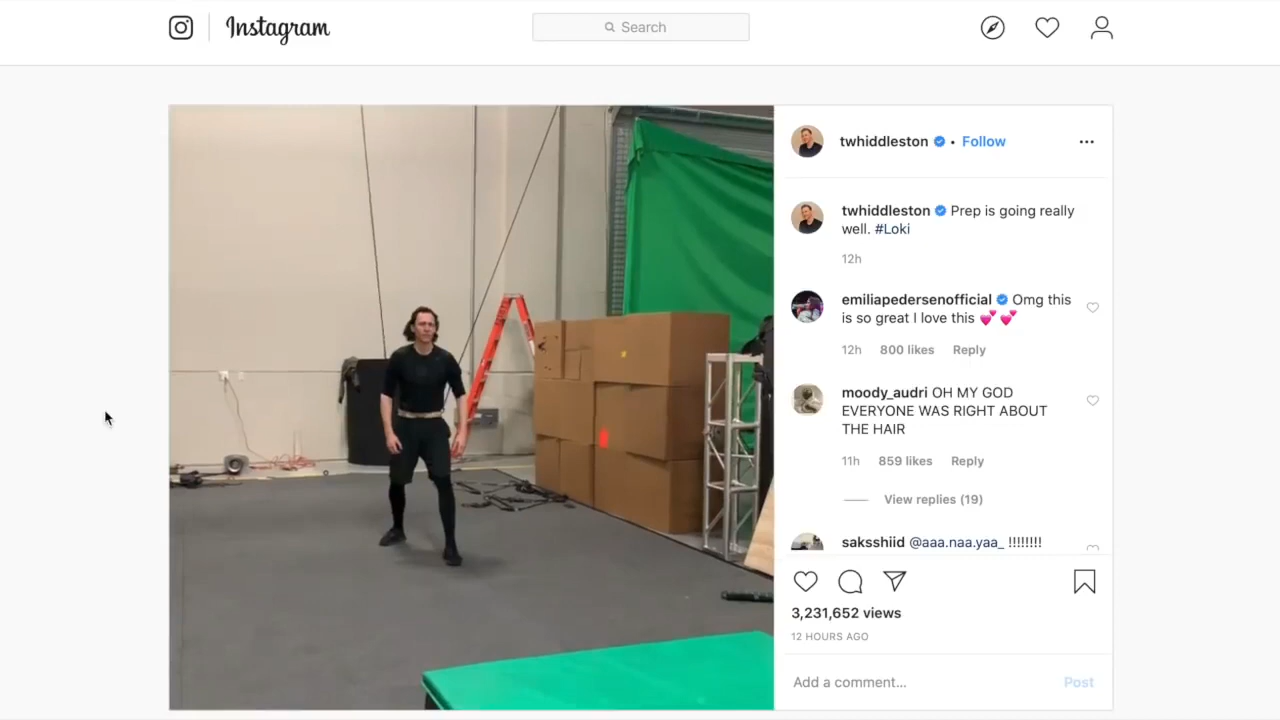 Instagram
Search
twhiddleston • Follow
twhiddleston Prep is going really
well. #Loki
12h
emiliapedersenofficial Omg this
is so great I love this 💕 💕
12h 800 likes Reply
moody_audri OH MY GOD
EVERYONE WAS RIGHT ABOUT
THE HAIR
11h 859 likes Reply
View replies (19)
saksshiid @aaa.naa.yaa_ !!!!!!!!
3,231,652 views
12 HOURS AGO
Add a comment...
Post